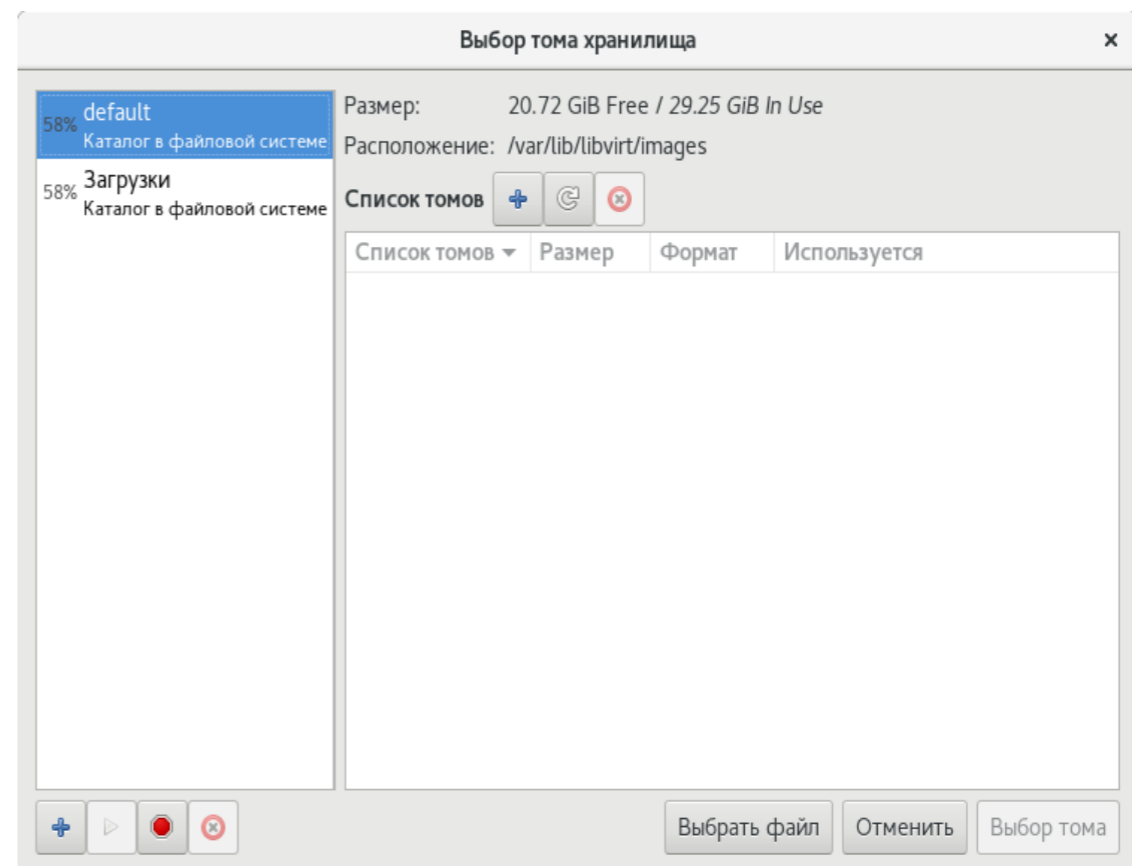 Выбор тома хранилища
58% default
Каталог в файловой системе
58% Загрузки
Каталог в файловой системе
Размер: 20.72 GiB Free / 29.25 GiB In Use
Расположение: /var/lib/libvirt/images
Список томов
Список томов Размер Формат Используется
Выбрать файл Отменить Выбор тома